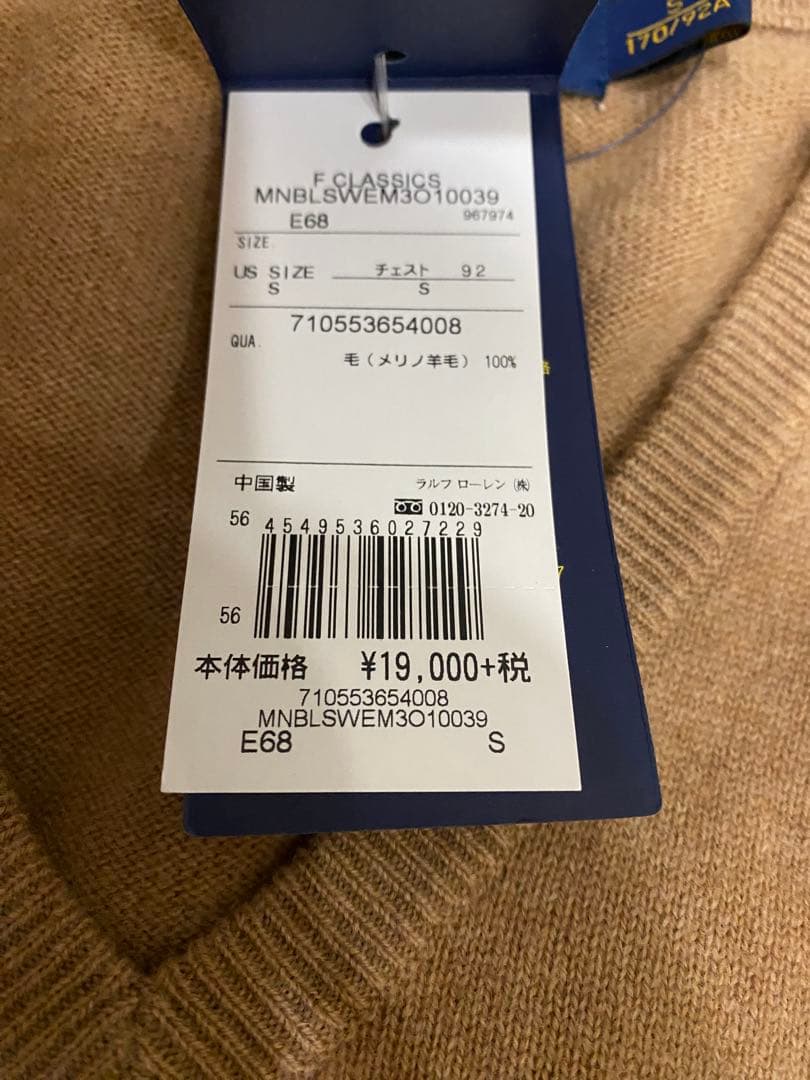 S
170/92A
F CLASSICS
MNBLSWEM3O10039
E68 967974
SIZE.
US SIZE チェスト 92
S S
710553654008
QUA.
毛(メリノ羊毛) 100%
中国製 ラルフ ローレン ㈱
0120-3274-20
56 4549536027229
56
本体価格 ¥19,000+税
710553654008
MNBLSWEM3O10039
E68 S